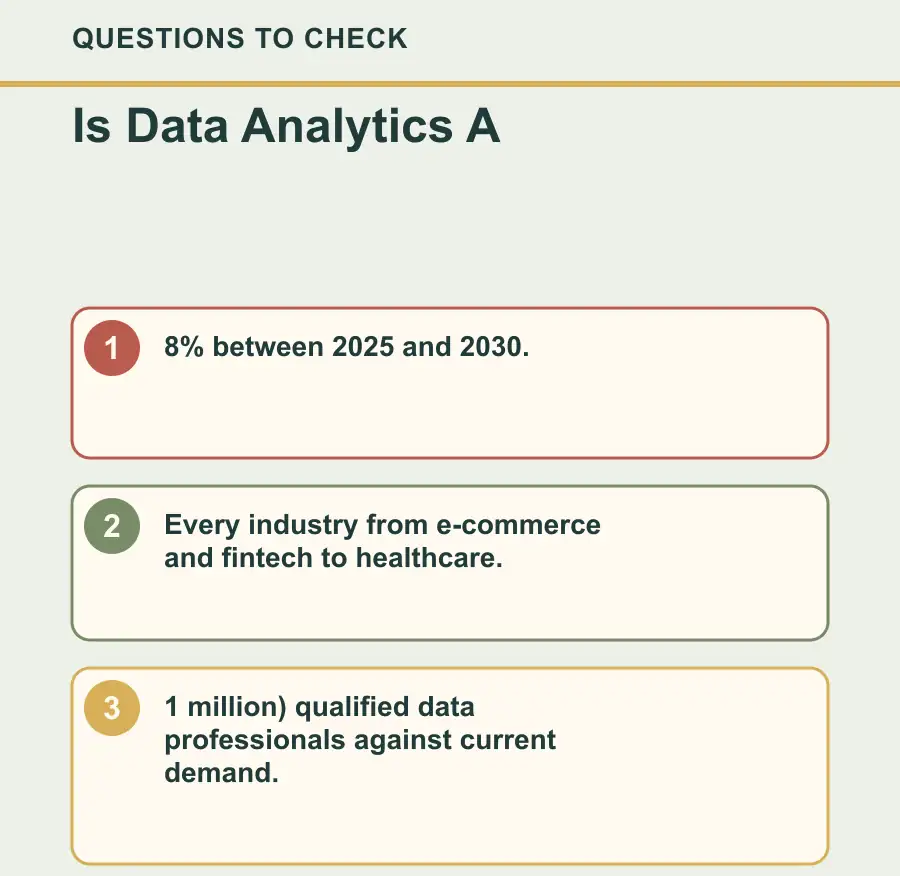 QUESTIONS TO CHECK
Is Data Analytics A
1
8% between 2025 and 2030.
2
Every industry from e-commerce
and fintech to healthcare.
3
1 million) qualified data
professionals against current
demand.